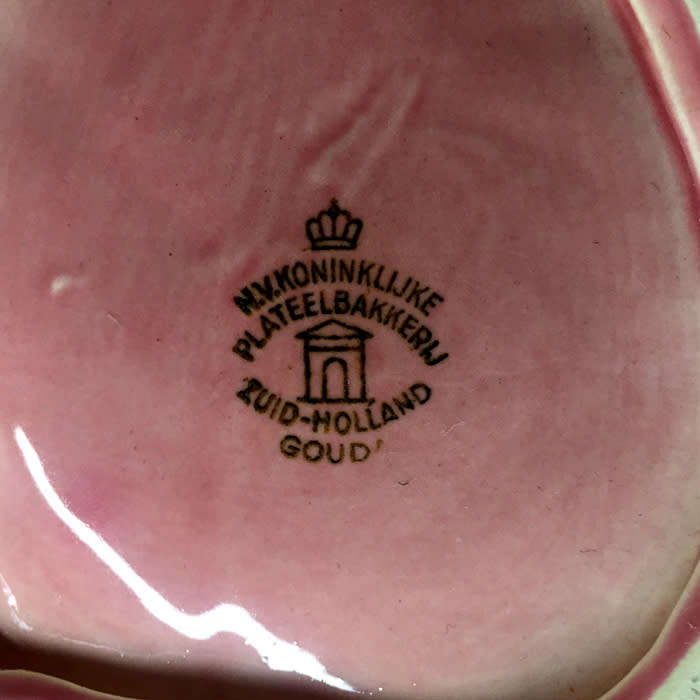 N.V. KONINKLIJKE
PLATEELBAKKERIJ
ZUID-HOLLAND
GOUD